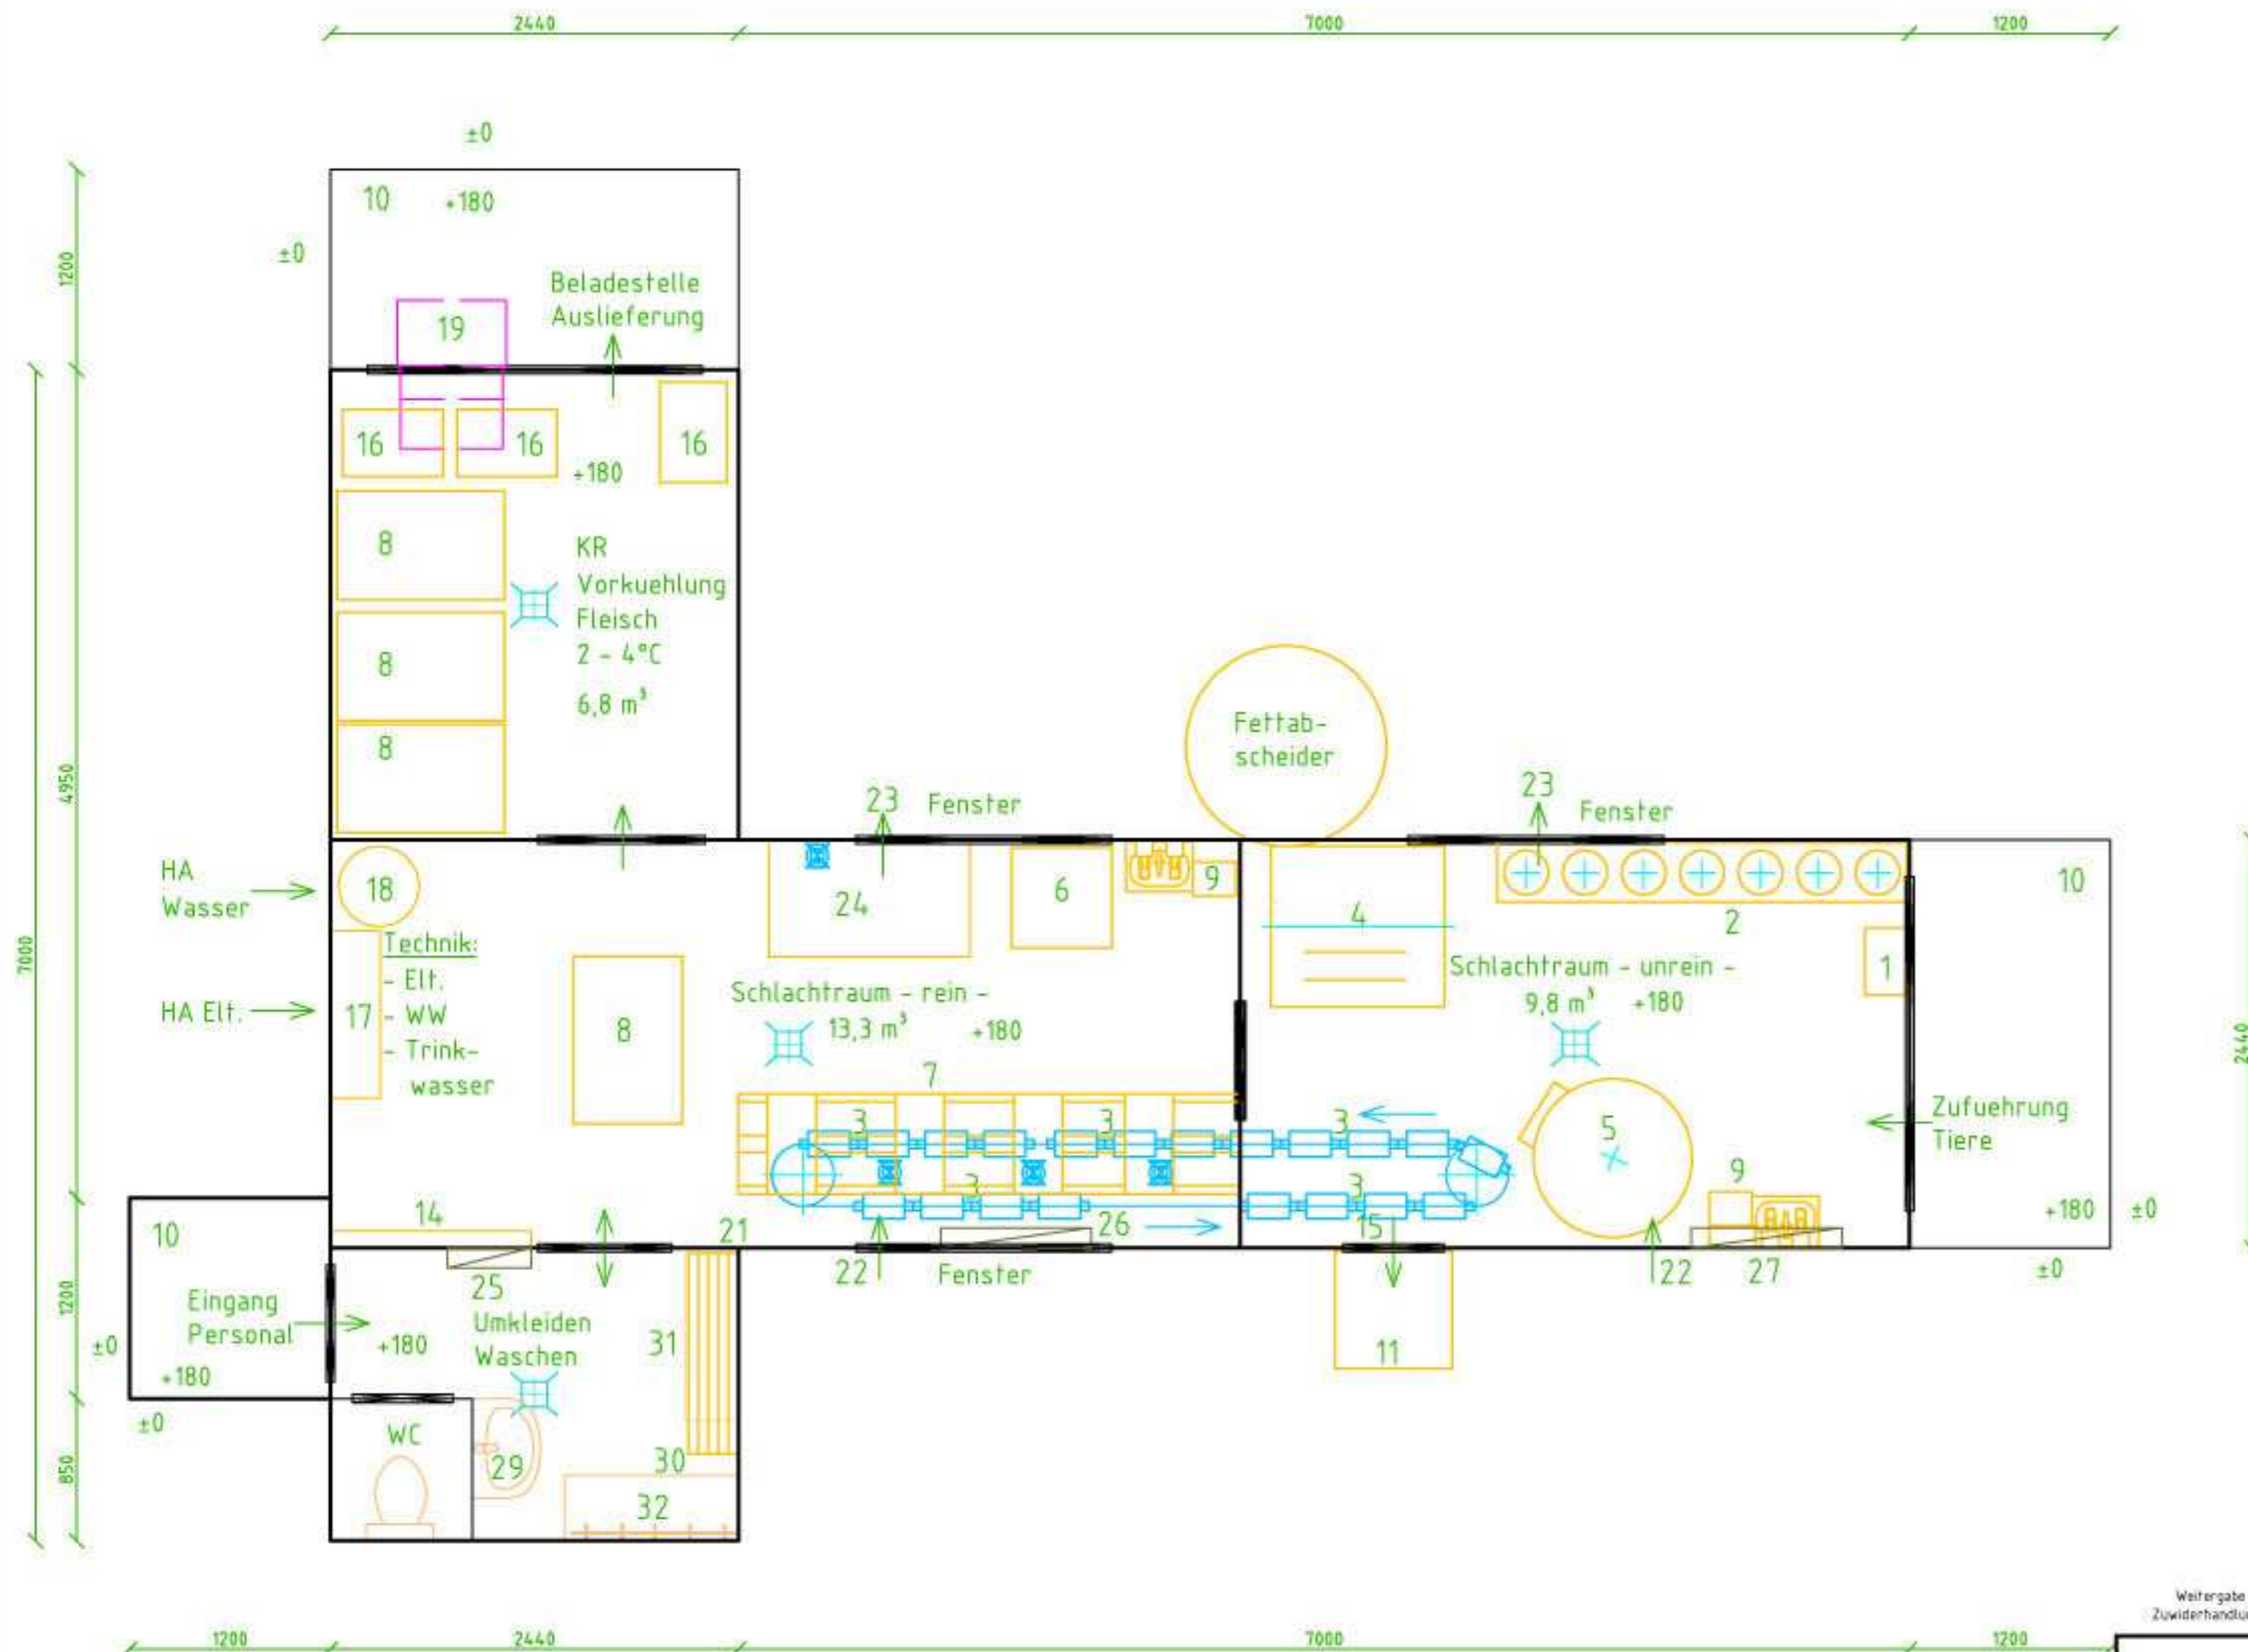 2440
7000
1200
±0
10
+180
±0
1200
Beladestelle
Auslieferung
19
16
16
16
+180
8
KR
Vorkuehlung
Fleisch
2 - 4°C
6,8 m³
8
8
Fettab-
scheider
4950
23
Fenster
23
Fenster
HA
Wasser
18
24
6
9
4
2
10
Technik:
- Elt.
- WW
- Trink-
wasser
7000
HA Elt.
17
8
Schlachtraum - rein -
13,3 m³
+180
Schlachtraum - unrein -
9,8 m³
+180
1
2440
7
3
3
3
5
Zufuehrung
Tiere
3
3
9
+180
±0
14
21
26
15
10
22
Fenster
22
27
±0
25
Eingang
Personal
1200
Umkleiden
Waschen
31
11
±0
+180
+180
±0
WC
29
30
32
850
Weitergabe
1200
2440
7000
1200